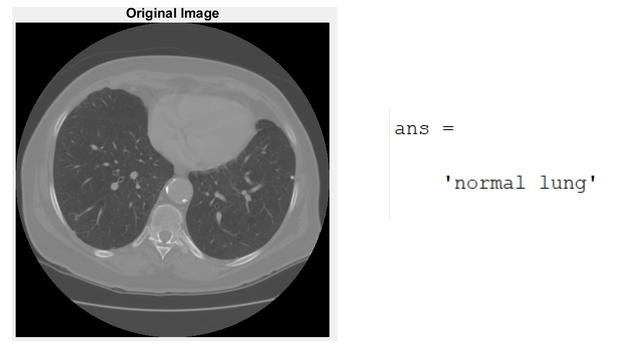 Original Image
ans =
'normal lung'